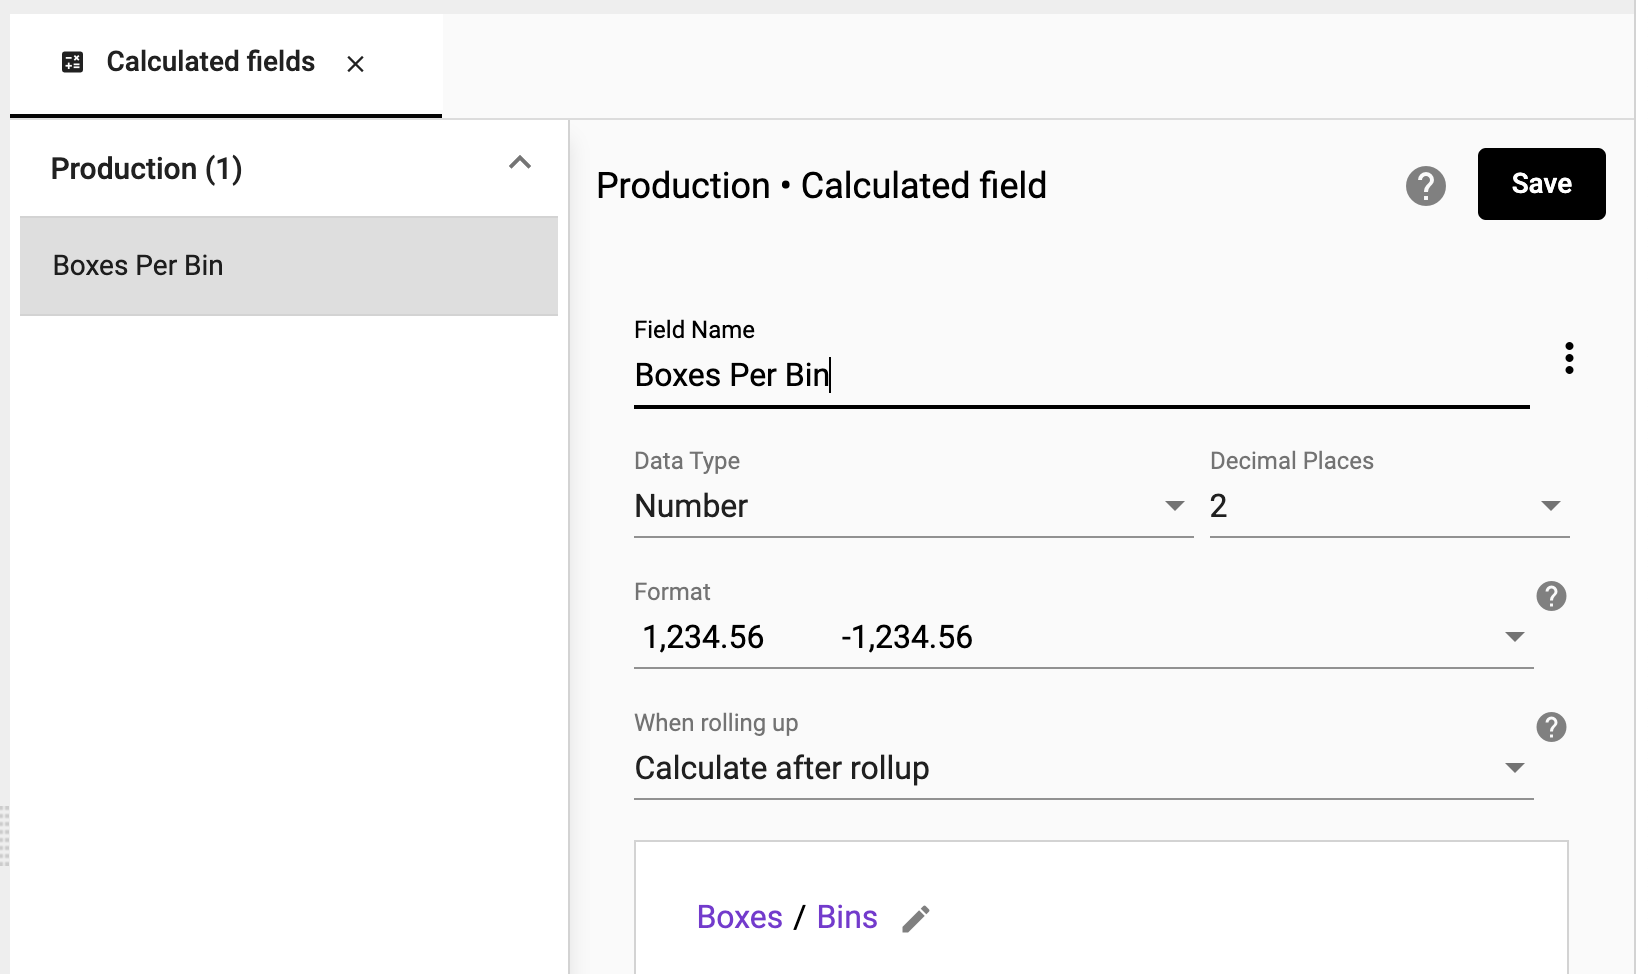 Calculated fields
Production (1)
Boxes Per Bin
Production • Calculated field
Save
Field Name
Boxes Per Bin
Data Type
Number
Decimal Places
2
Format
1,234.56 -1,234.56
When rolling up
Calculate after rollup
Boxes / Bins